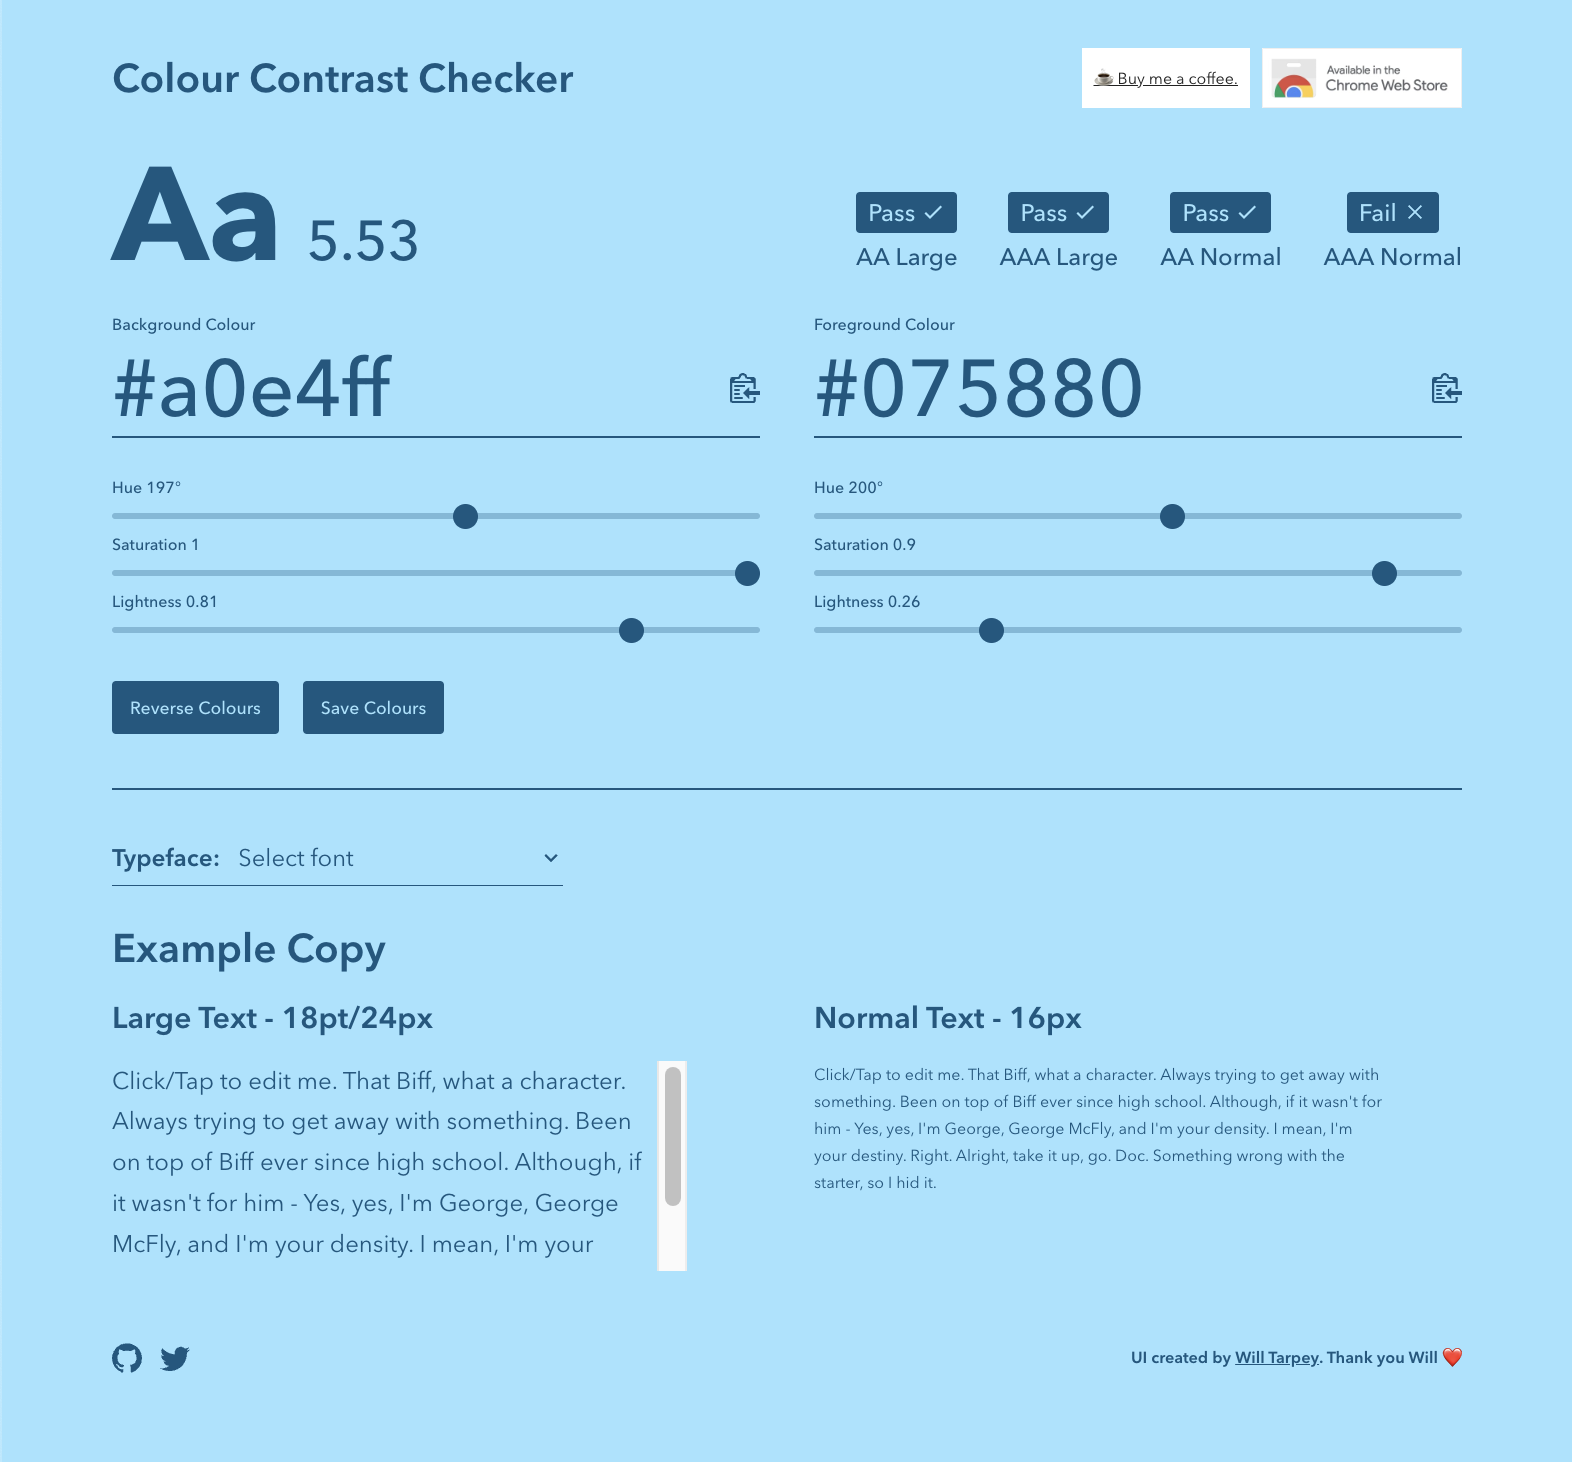 Colour Contrast Checker
Buy me a coffee.
Available in the
Chrome Web Store
Aa 5.53
Pass
AA Large
Pass
AAA Large
Pass
AA Normal
Fail
AAA Normal
Background Colour
#a0e4ff
Hue 197°
Saturation 1
Lightness 0.81
Foreground Colour
#075880
Hue 200°
Saturation 0.9
Lightness 0.26
Reverse Colours
Save Colours
Typeface: Select font
Example Copy
Large Text - 18pt/24px
Click/Tap to edit me. That Biff, what a character.
Always trying to get away with something. Been
on top of Biff ever since high school. Although, if
it wasn't for him - Yes, yes, I'm George, George
McFly, and I'm your density. I mean, I'm your
Normal Text - 16px
Click/Tap to edit me. That Biff, what a character. Always trying to get away with
something. Been on top of Biff ever since high school. Although, if it wasn't for
him - Yes, yes, I'm George, George McFly, and I'm your density. I mean, I'm
your destiny. Right. Alright, take it up, go. Doc. Something wrong with the
starter, so I hid it.
UI created by Will Tarpey. Thank you Will ❤️